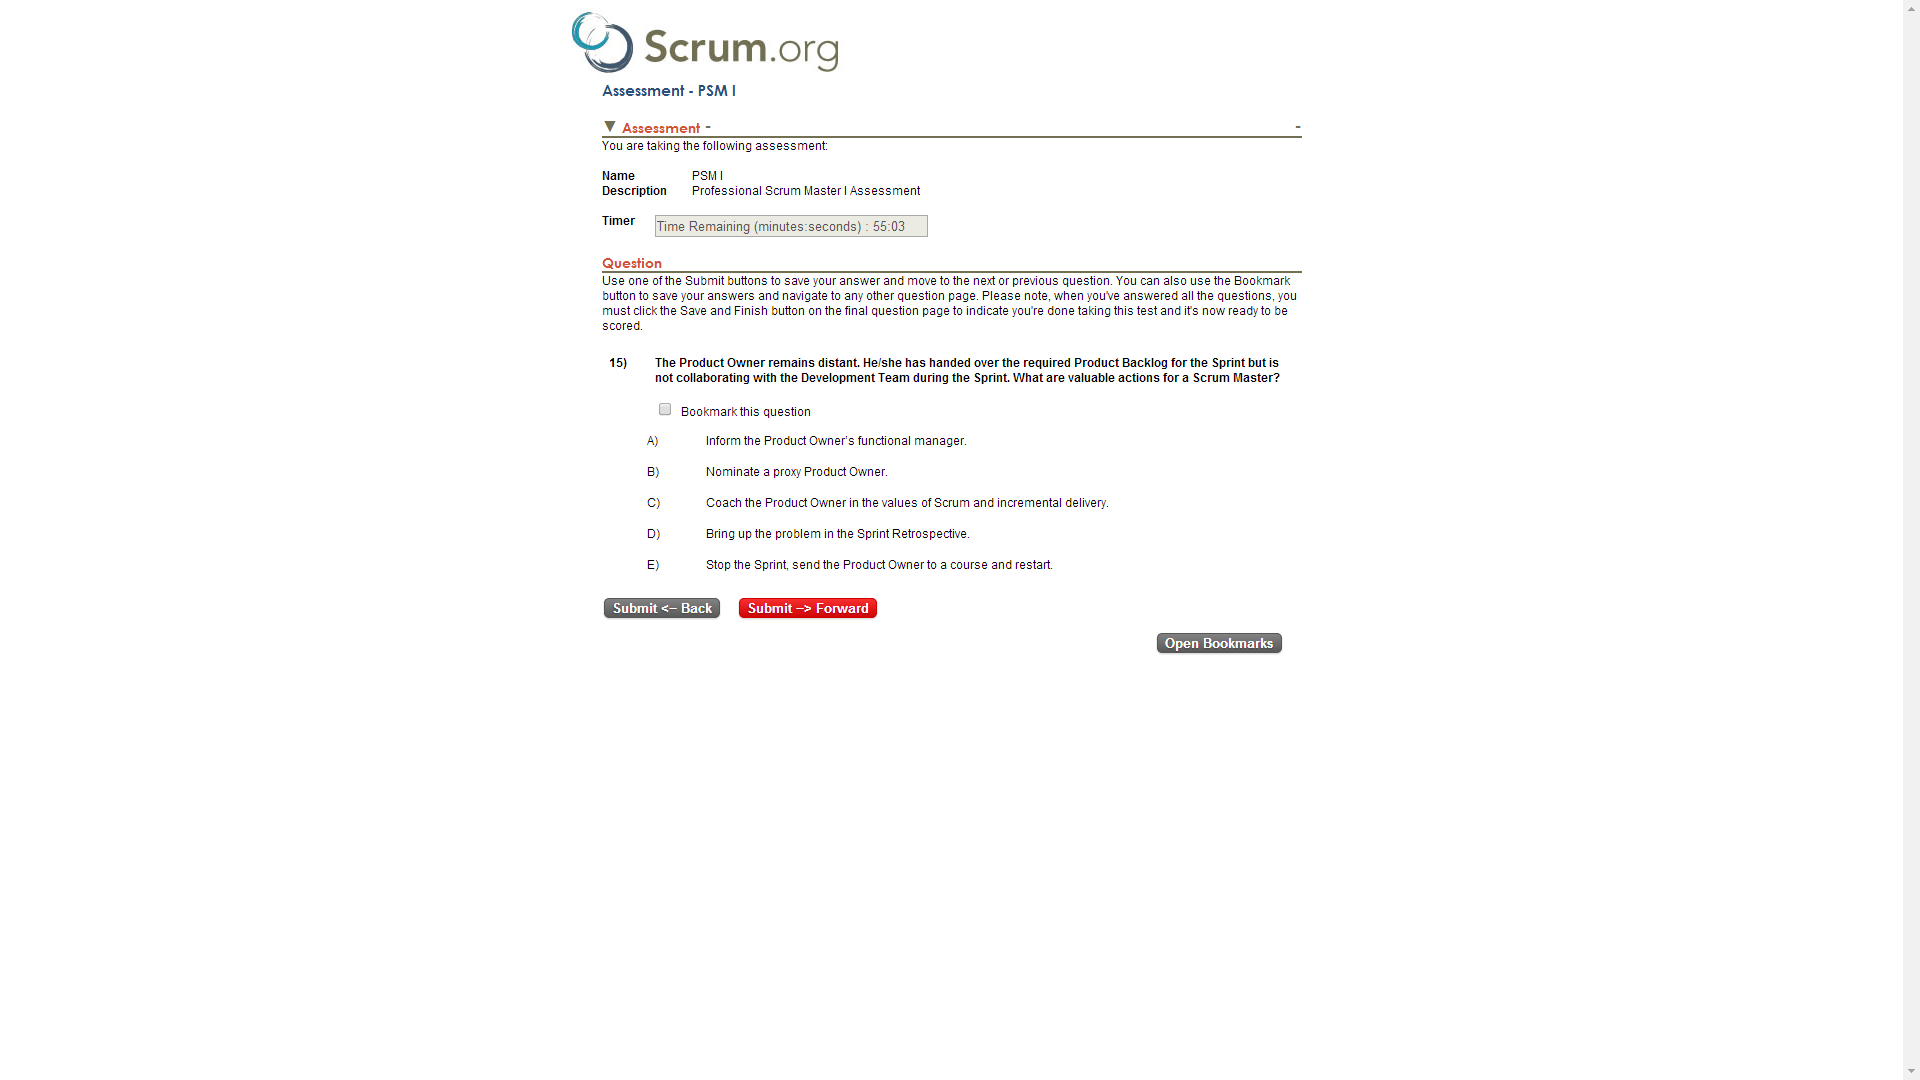 Scrum.org
Assessment - PSM I
▼ Assessment - -
You are taking the following assessment:
Name PSM I
Description Professional Scrum Master I Assessment
Timer Time Remaining (minutes:seconds) : 55:03
Question
Use one of the Submit buttons to save your answer and move to the next or previous question. You can also use the Bookmark
button to save your answers and navigate to any other question page. Please note, when you've answered all the questions, you
must click the Save and Finish button on the final question page to indicate you're done taking this test and it's now ready to be
scored.
15) The Product Owner remains distant. He/she has handed over the required Product Backlog for the Sprint but is
not collaborating with the Development Team during the Sprint. What are valuable actions for a Scrum Master?
Bookmark this question
A) Inform the Product Owner’s functional manager.
B) Nominate a proxy Product Owner.
C) Coach the Product Owner in the values of Scrum and incremental delivery.
D) Bring up the problem in the Sprint Retrospective.
E) Stop the Sprint, send the Product Owner to a course and restart.
Submit <-- Back Submit --> Forward
Open Bookmarks